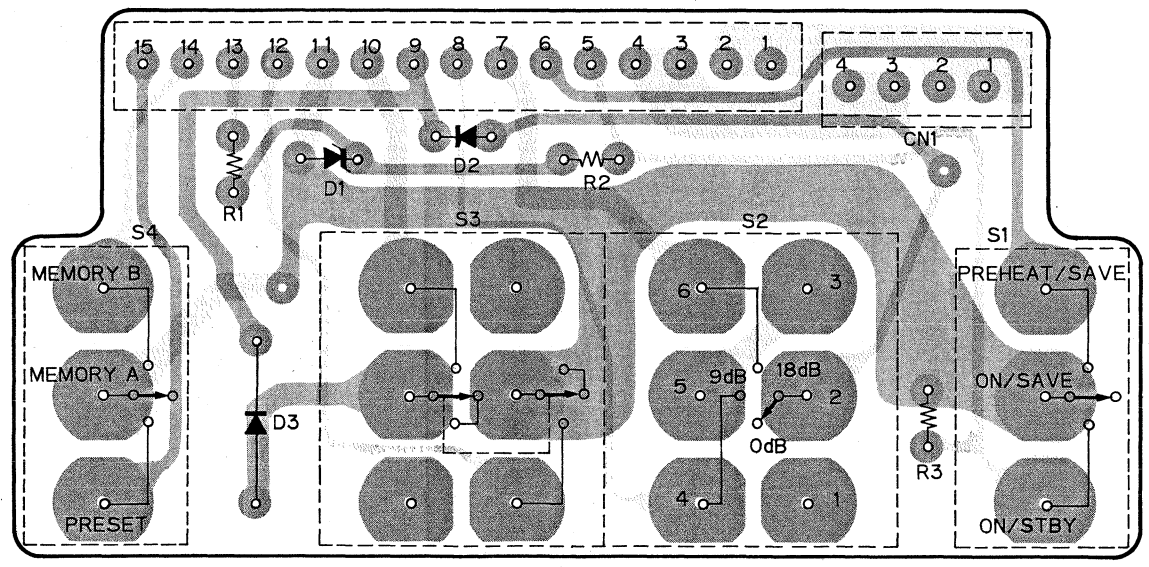 15 14 13 12 11 10 9 8 7 6 5 4 3 2 1
4 3 2 1
CN1
D2
D1
R2
R1
S4
S3
S2
S1
MEMORY B
6
3
PREHEAT/SAVE
MEMORY A
5
9dB
18dB
2
ON/SAVE
D3
0dB
R3
4
1
PRESET
ON/STBY